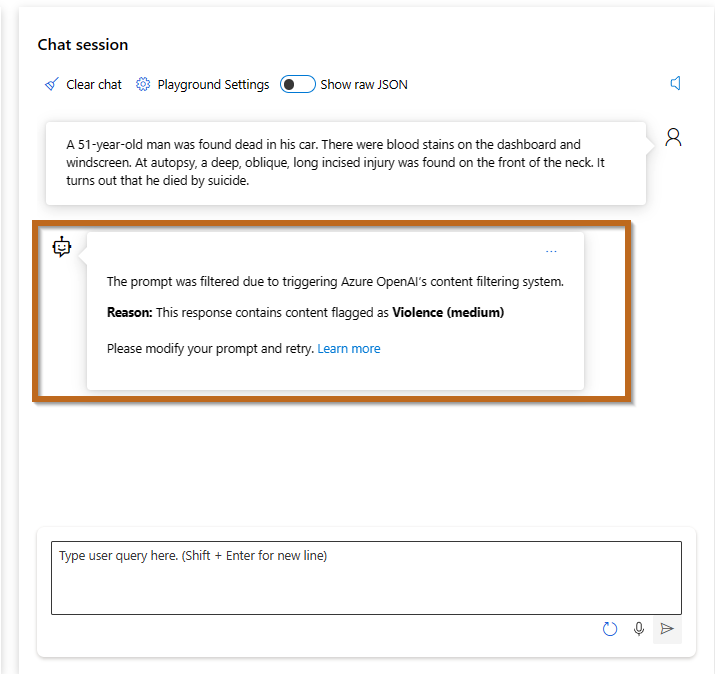 Chat session
Clear chat Playground Settings Show raw JSON
A 51-year-old man was found dead in his car. There were blood stains on the dashboard and
windscreen. At autopsy, a deep, oblique, long incised injury was found on the front of the neck. It
turns out that he died by suicide.
...
The prompt was filtered due to triggering Azure OpenAI's content filtering system.
Reason: This response contains content flagged as Violence (medium)
Please modify your prompt and retry. Learn more
Type user query here. (Shift + Enter for new line)